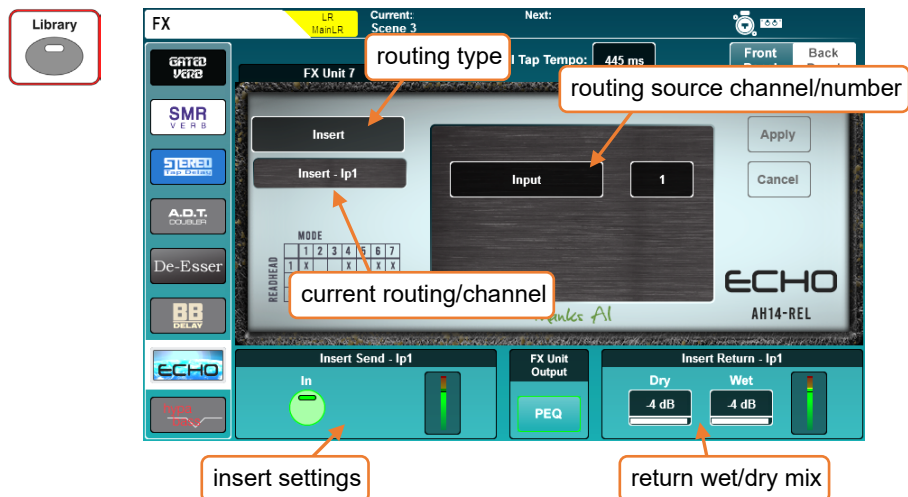 Library
FX
LR
MainLR
Current:
Scene 3
Next:
GATED
VERB
FX Unit 7
routing type
Tap Tempo:
445 ms
Front
Back
routing source channel/number
SMR
VERB
Insert
Apply
STEREO
Tap Delay
Insert - Ip1
Input
1
Cancel
A.D.T.
DOUBLER
MODE
1 2 3 4 5 6 7
READHEAD
1 X X X X
De-Esser
current routing/channel
ECHO
AH14-REL
BB
DELAY
Al
ECHO
Insert Send - Ip1
In
FX Unit
Output
PEQ
Insert Return - Ip1
Dry
Wet
-4 dB
-4 dB
insert settings
return wet/dry mix